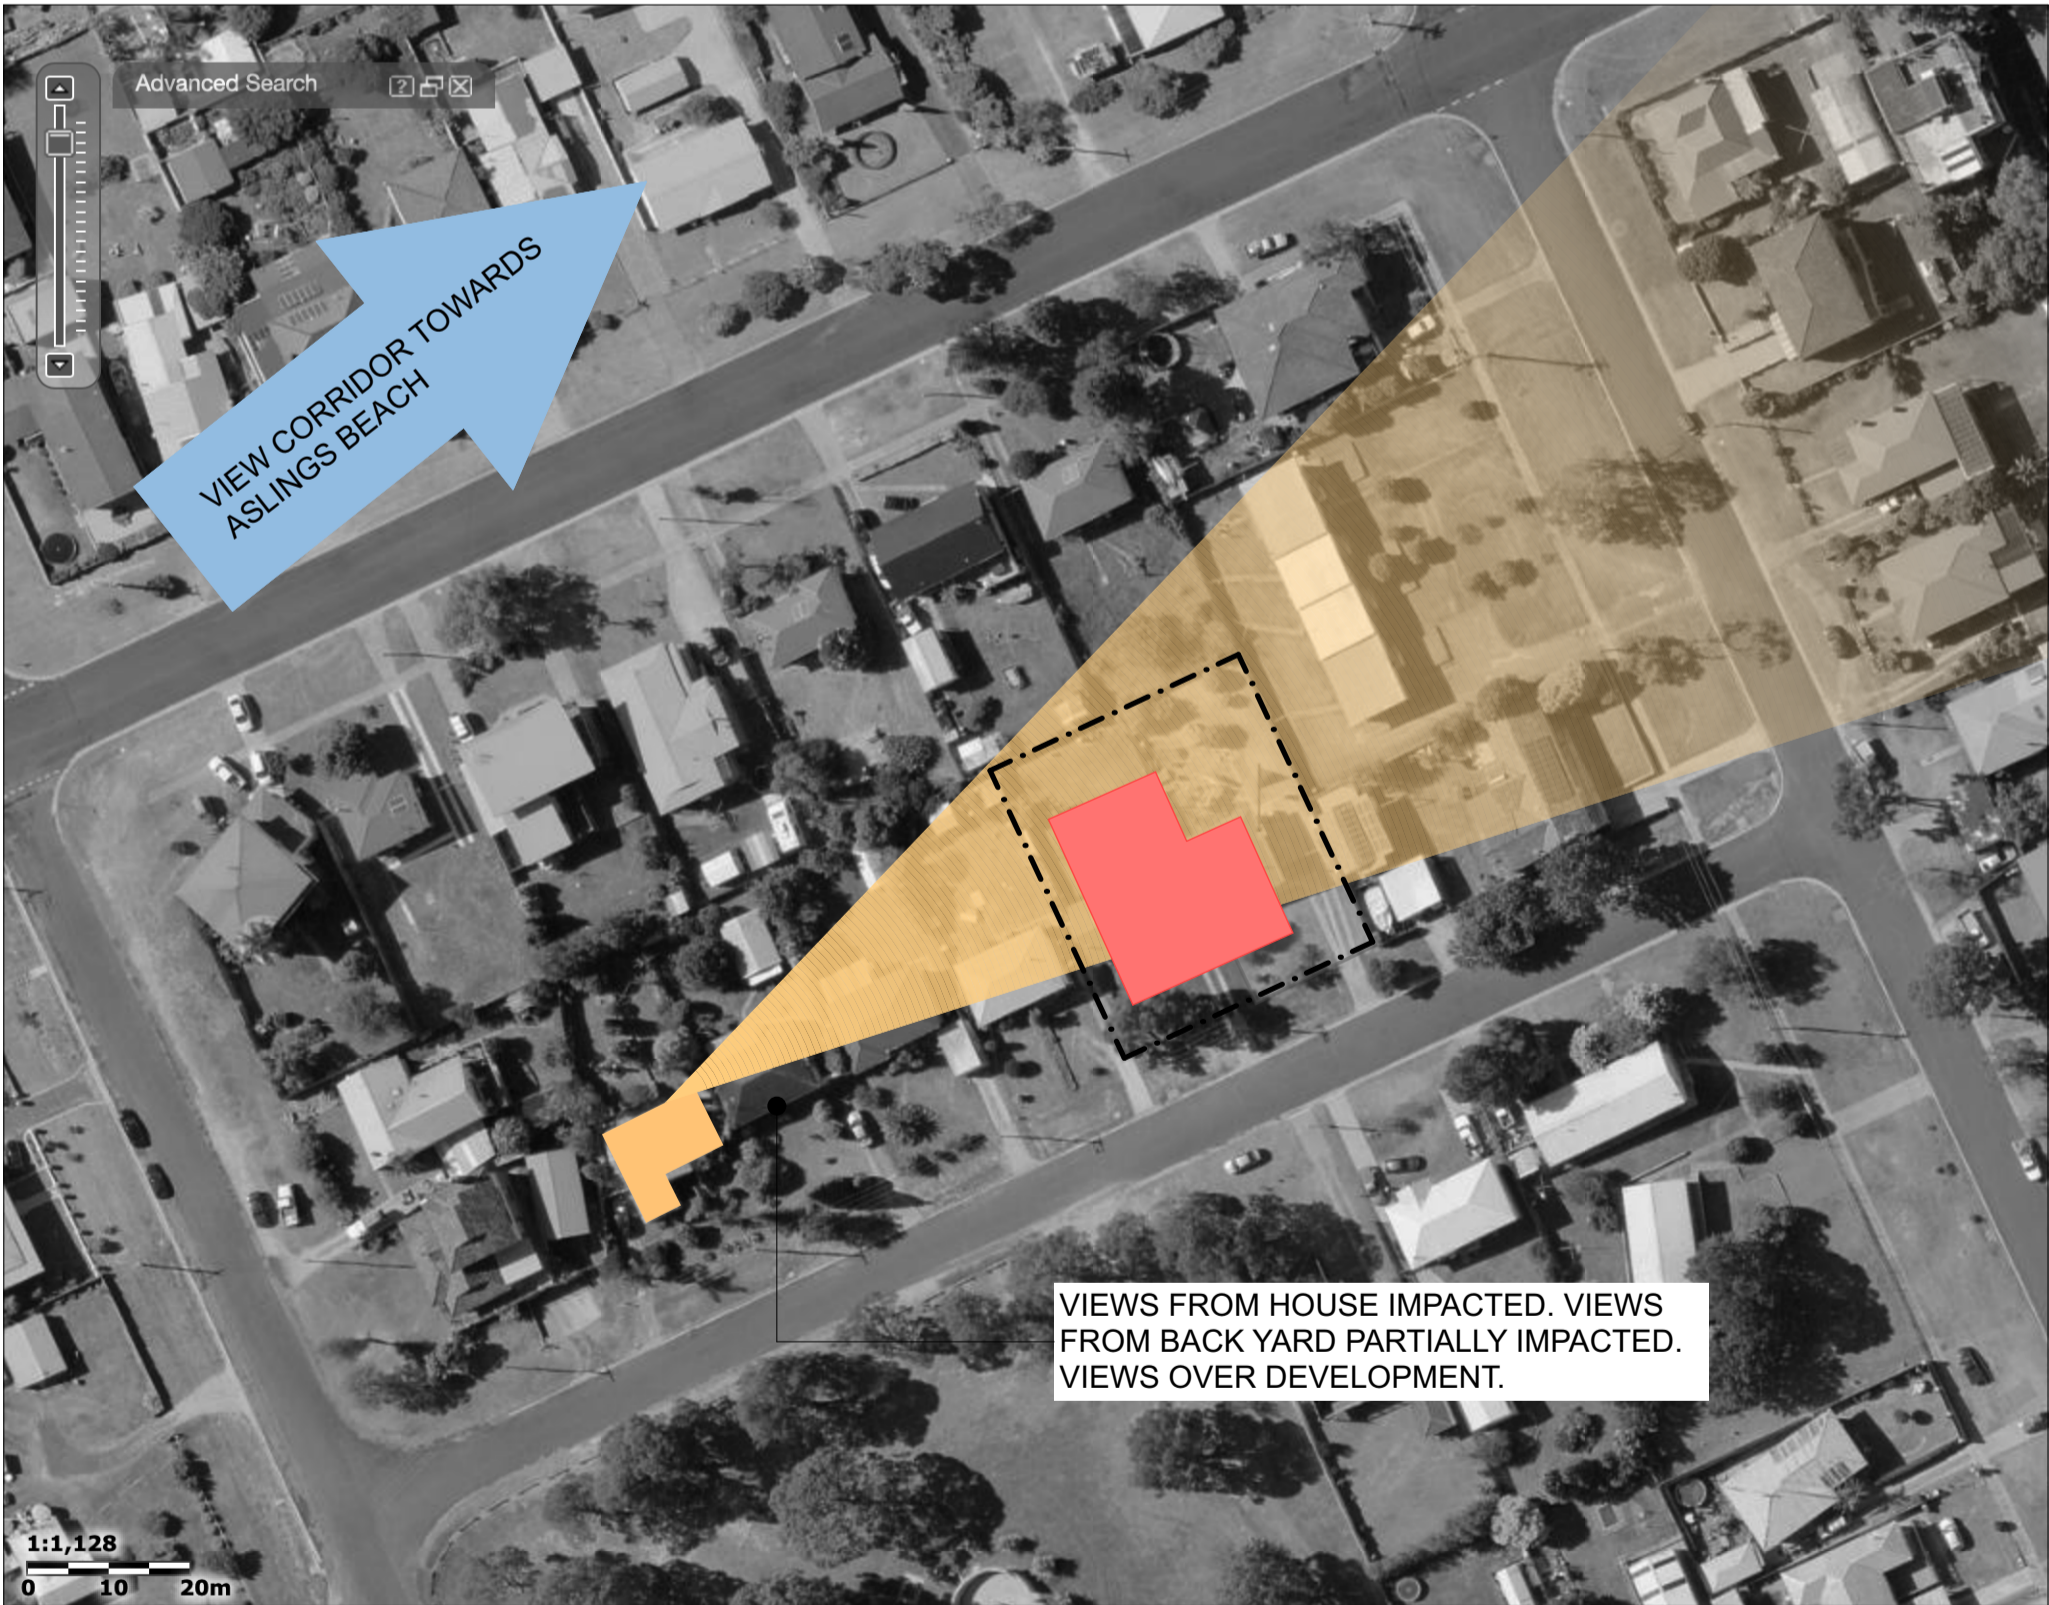 Advanced Search
VIEW CORRIDOR TOWARDS
ASLINGS BEACH
VIEWS FROM HOUSE IMPACTED. VIEWS
FROM BACK YARD PARTIALLY IMPACTED.
VIEWS OVER DEVELOPMENT.
1:1,128
0 10 20m